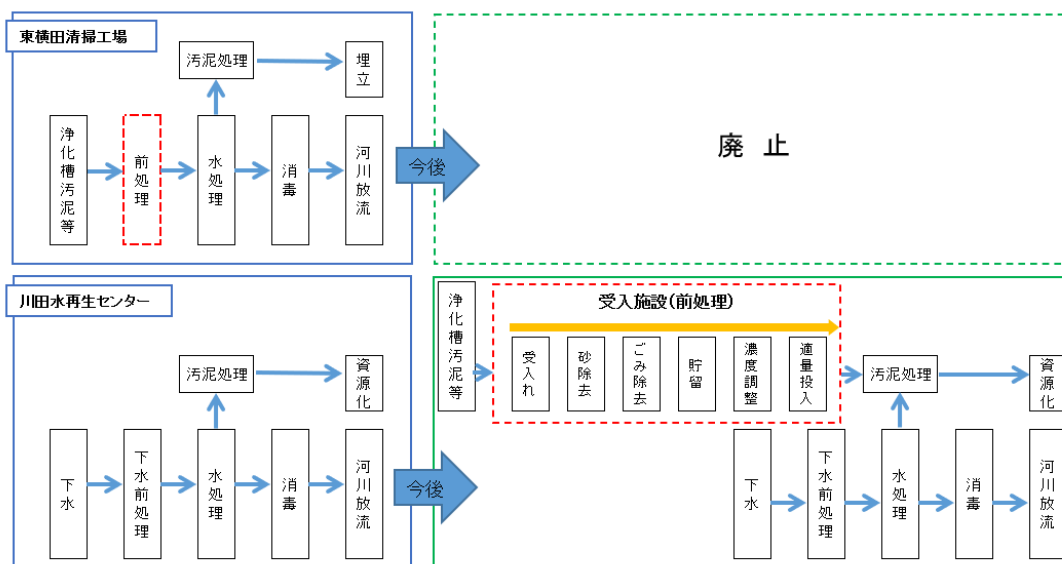 東横田清掃工場
汚泥処理
埋立
浄化槽汚泥等
前処理
水処理
消毒
河川放流
今後
廃止
川田水再生センター
汚泥処理
資源化
下水
下水前処理
水処理
消毒
河川放流
今後
浄化槽汚泥等
受入施設(前処理)
受入れ
砂除去
ごみ除去
貯留
濃度調整
適量投入
汚泥処理
資源化
下水
下水前処理
水処理
消毒
河川放流